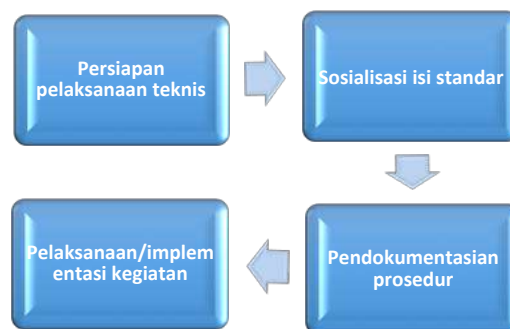 Persiapan
pelaksanaan teknis
Sosialisasi isi standar
Pendokumentasian
prosedur
Pelaksanaan/implem
entasi kegiatan